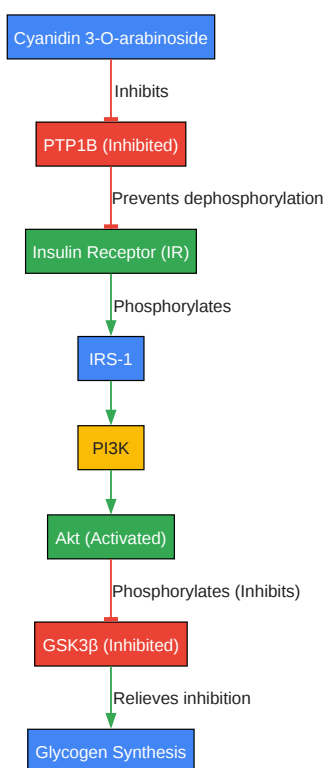 Cyanidin 3-O-arabinoside
Inhibits
PTP1B (Inhibited)
Prevents dephosphorylation
Insulin Receptor (IR)
Phosphorylates
IRS-1
PI3K
Akt (Activated)
Phosphorylates (Inhibits)
GSK3β (Inhibited)
Relieves inhibition
Glycogen Synthesis